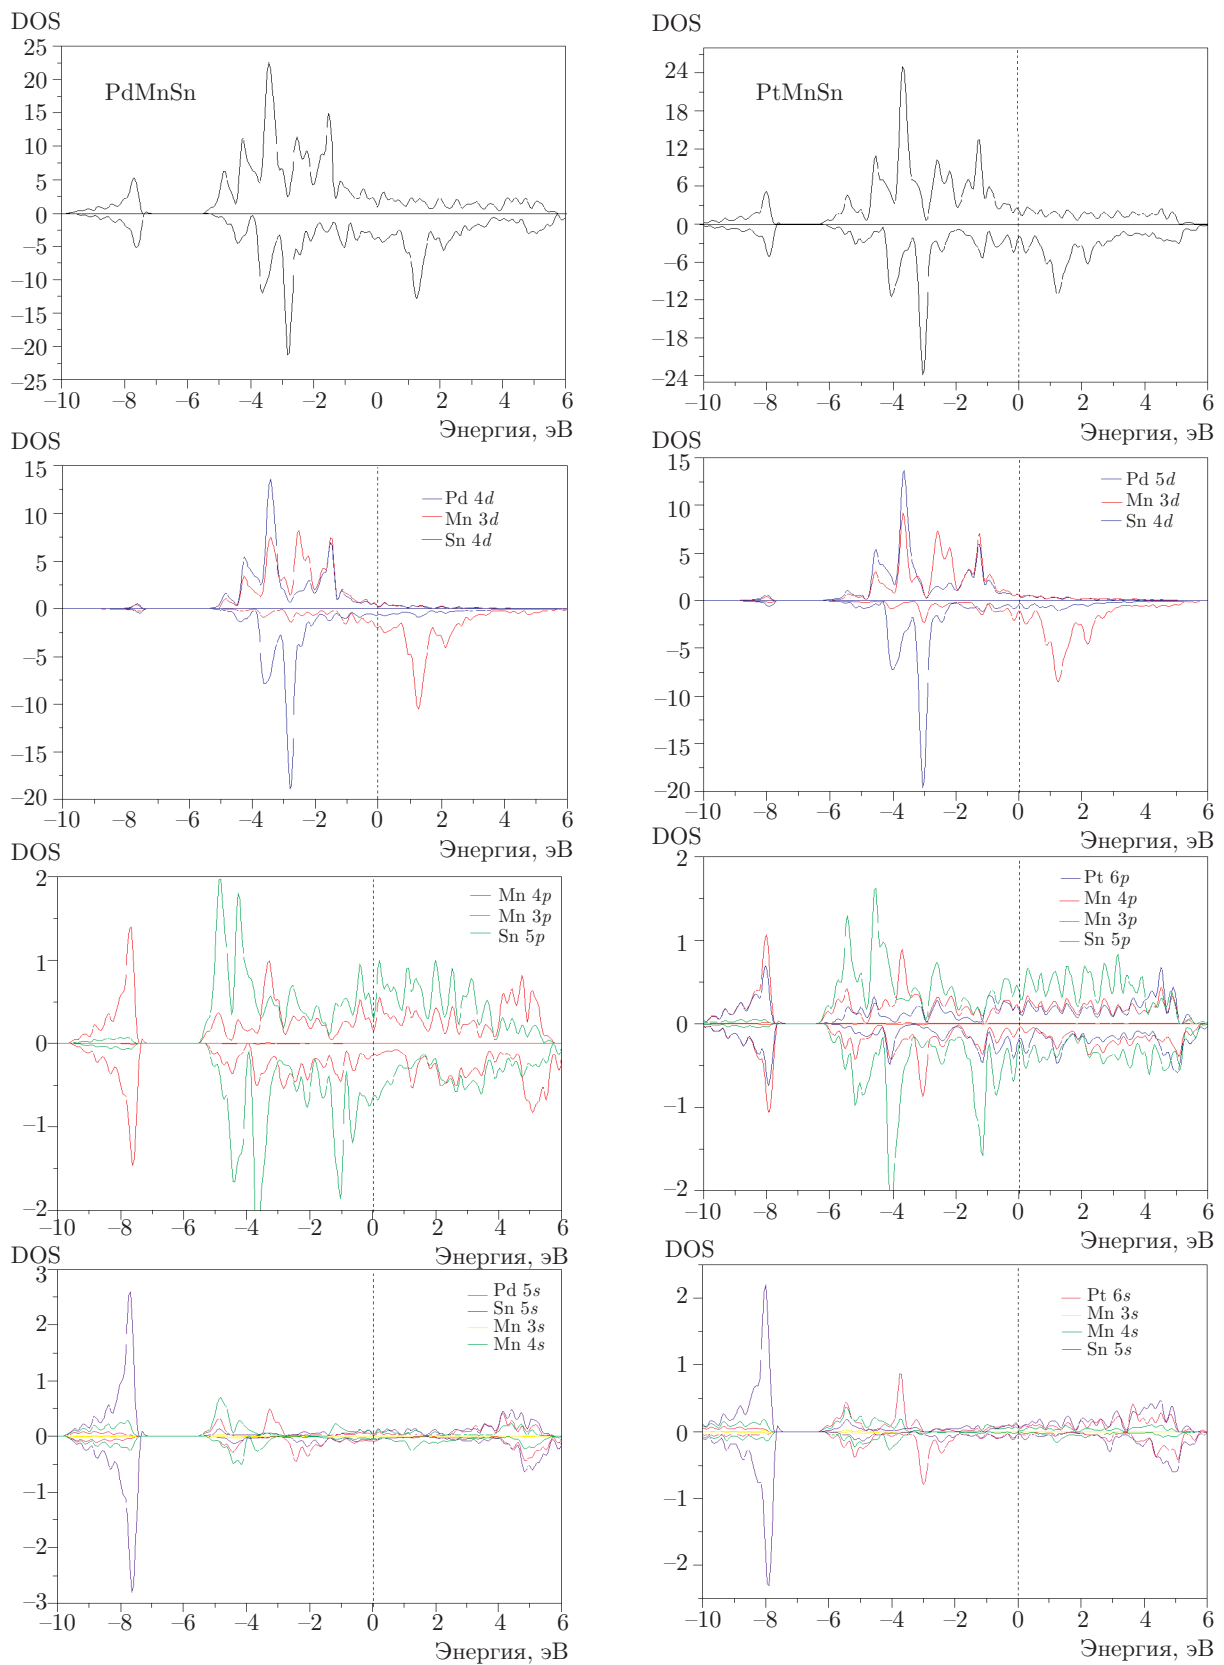 DOS
25
20
15
10
5
0
–5
–10
–15
–20
–25
PdMnSn
–10 –8 –6 –4 –2 0 2 4 6
Энергия, эВ
DOS
24
18
12
6
0
–6
–12
–18
–24
PtMnSn
–10 –8 –6 –4 –2 0 2 4 6
Энергия, эВ
DOS
15
10
5
0
–5
–10
–15
–20
Pd 4d
Mn 3d
Sn 4d
–10 –8 –6 –4 –2 0 2 4 6
Энергия, эВ
DOS
15
10
5
0
–5
–10
–15
–20
Pd 5d
Mn 3d
Sn 4d
–10 –8 –6 –4 –2 0 2 4 6
Энергия, эВ
DOS
2
1
0
–1
–2
Mn 4p
Mn 3p
Sn 5p
–10 –8 –6 –4 –2 0 2 4 6
Энергия, эВ
DOS
2
1
0
–1
–2
Pt 6p
Mn 4p
Mn 3p
Sn 5p
–10 –8 –6 –4 –2 0 2 4 6
Энергия, эВ
DOS
3
2
1
0
–1
–2
–3
Pd 5s
Sn 5s
Mn 3s
Mn 4s
–10 –8 –6 –4 –2 0 2 4 6
Энергия, эВ
DOS
2
1
0
–1
–2
Pt 6s
Mn 3s
Mn 4s
Sn 5s
–10 –8 –6 –4 –2 0 2 4 6
Энергия, эВ